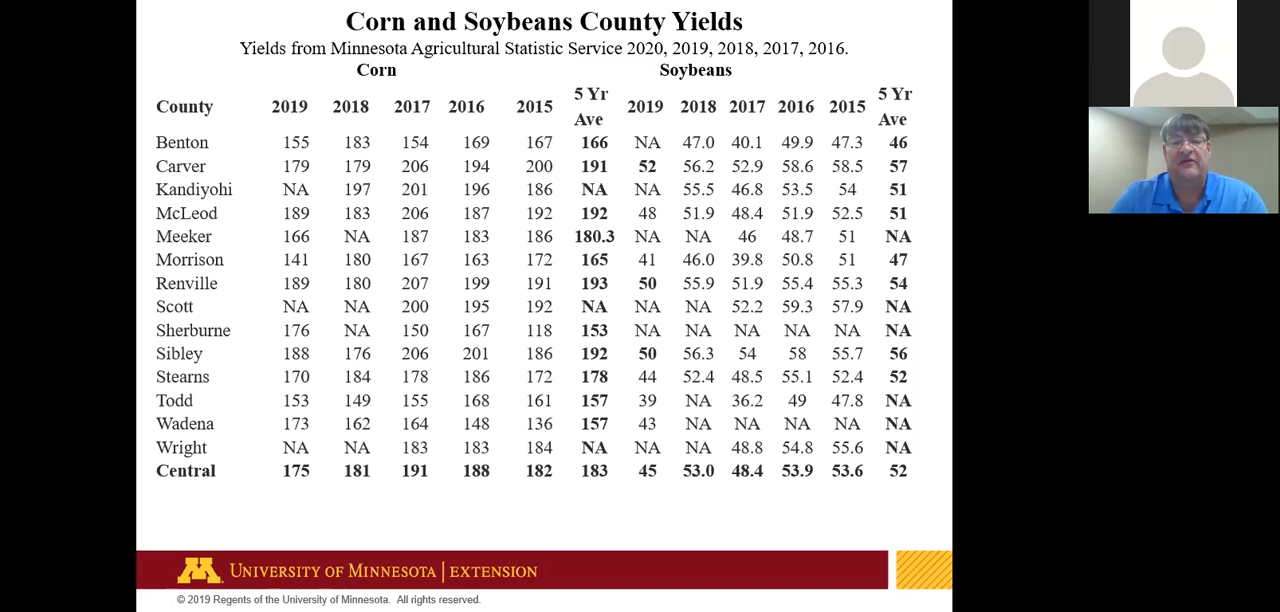 Corn and Soybeans County Yields
Yields from Minnesota Agricultural Statistic Service 2020, 2019, 2018, 2017, 2016.
Corn Soybeans
County 2019 2018 2017 2016 2015 5 Yr Ave 2019 2018 2017 2016 2015 5 Yr Ave
Benton 155 183 154 169 167 166 NA 47.0 40.1 49.9 47.3 46
Carver 179 179 206 194 200 191 52 56.2 52.9 58.6 58.5 57
Kandiyohi NA 197 201 196 186 NA NA 55.5 46.8 53.5 54 51
McLeod 189 183 206 187 192 192 48 51.9 48.4 51.9 52.5 51
Meeker 166 NA 187 183 186 180.3 NA NA 46 48.7 51 NA
Morrison 141 180 167 163 172 165 41 46.0 39.8 50.8 51 47
Renville 189 180 207 199 191 193 50 55.9 51.9 55.4 55.3 54
Scott NA NA 200 195 192 NA NA NA 52.2 59.3 57.9 NA
Sherburne 176 NA 150 167 118 153 NA NA NA NA NA NA
Sibley 188 176 206 201 186 192 50 56.3 54 58 55.7 56
Stearns 170 184 178 186 172 178 44 52.4 48.5 55.1 52.4 52
Todd 153 149 155 168 161 157 39 NA 36.2 49 47.8 NA
Wadena 173 162 164 148 136 157 43 NA NA NA NA NA
Wright NA NA 183 183 184 NA NA NA 48.8 54.8 55.6 NA
Central 175 181 191 188 182 183 45 53.0 48.4 53.9 53.6 52
M UNIVERSITY OF MINNESOTA | EXTENSION
© 2019 Regents of the University of Minnesota. All rights reserved.